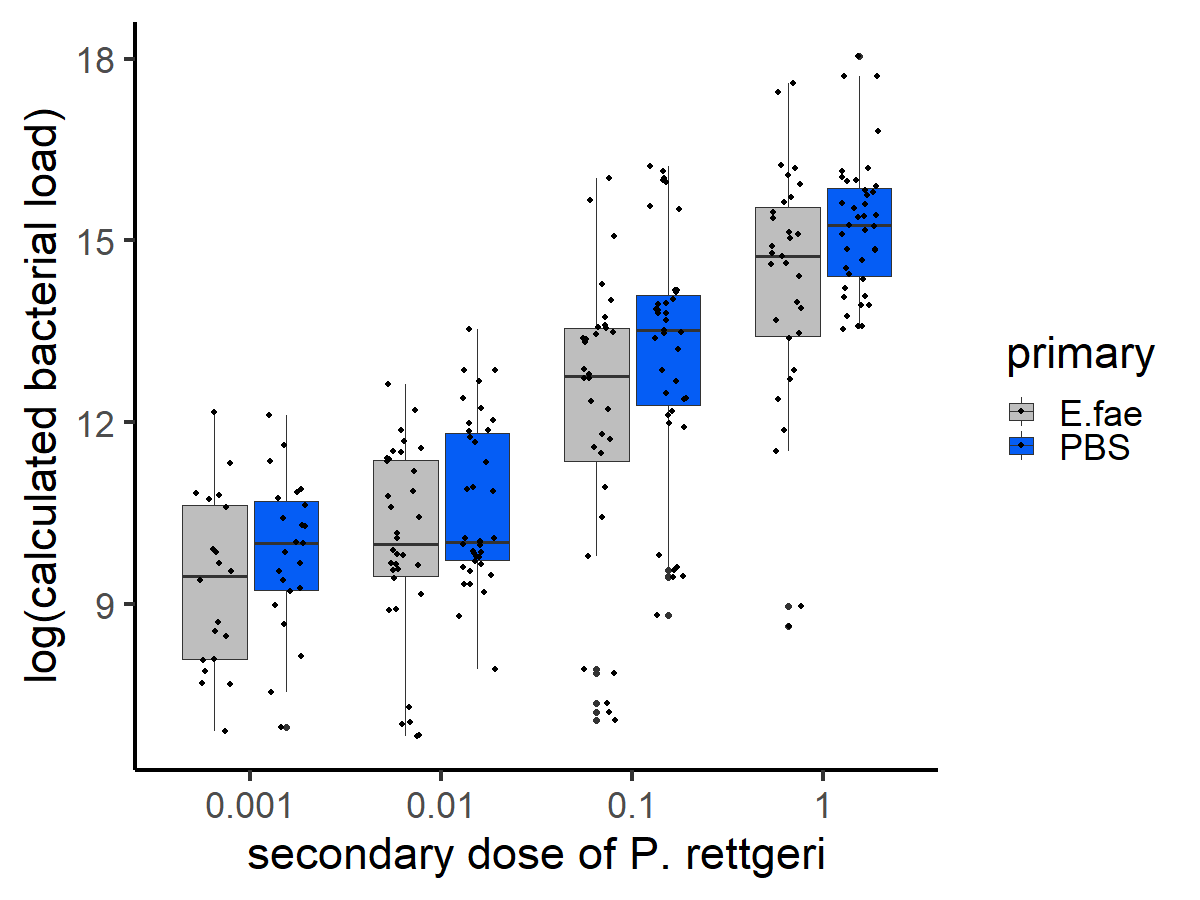 log(calculated bacterial load)
18
15
12
9
0.001
0.01
0.1
1
secondary dose of P. rettgeri
primary
E.fae
PBS